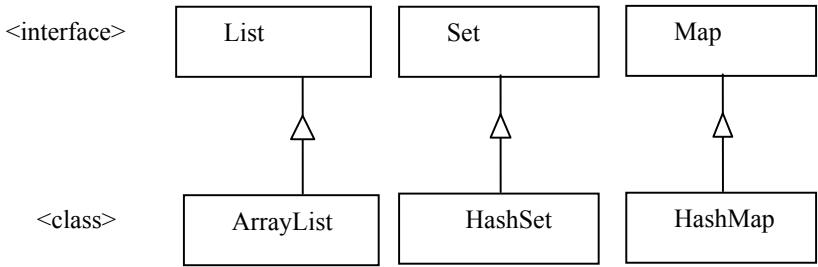 <interface> List Set Map
<class> ArrayList HashSet HashMap